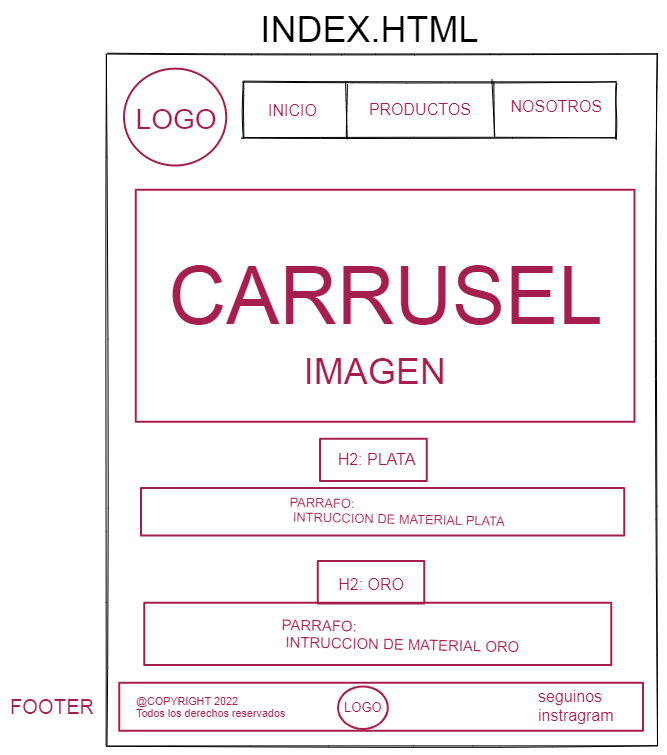 INDEX.HTML
LOGO
INICIO
PRODUCTOS
NOSOTROS
CARRUSEL
IMAGEN
H2: PLATA
PARRAFO:
INTRUCCION DE MATERIAL PLATA
H2: ORO
PARRAFO:
INTRUCCION DE MATERIAL ORO
FOOTER
@COPYRIGHT 2022
Todos los derechos reservados
LOGO
seguinos
instragram